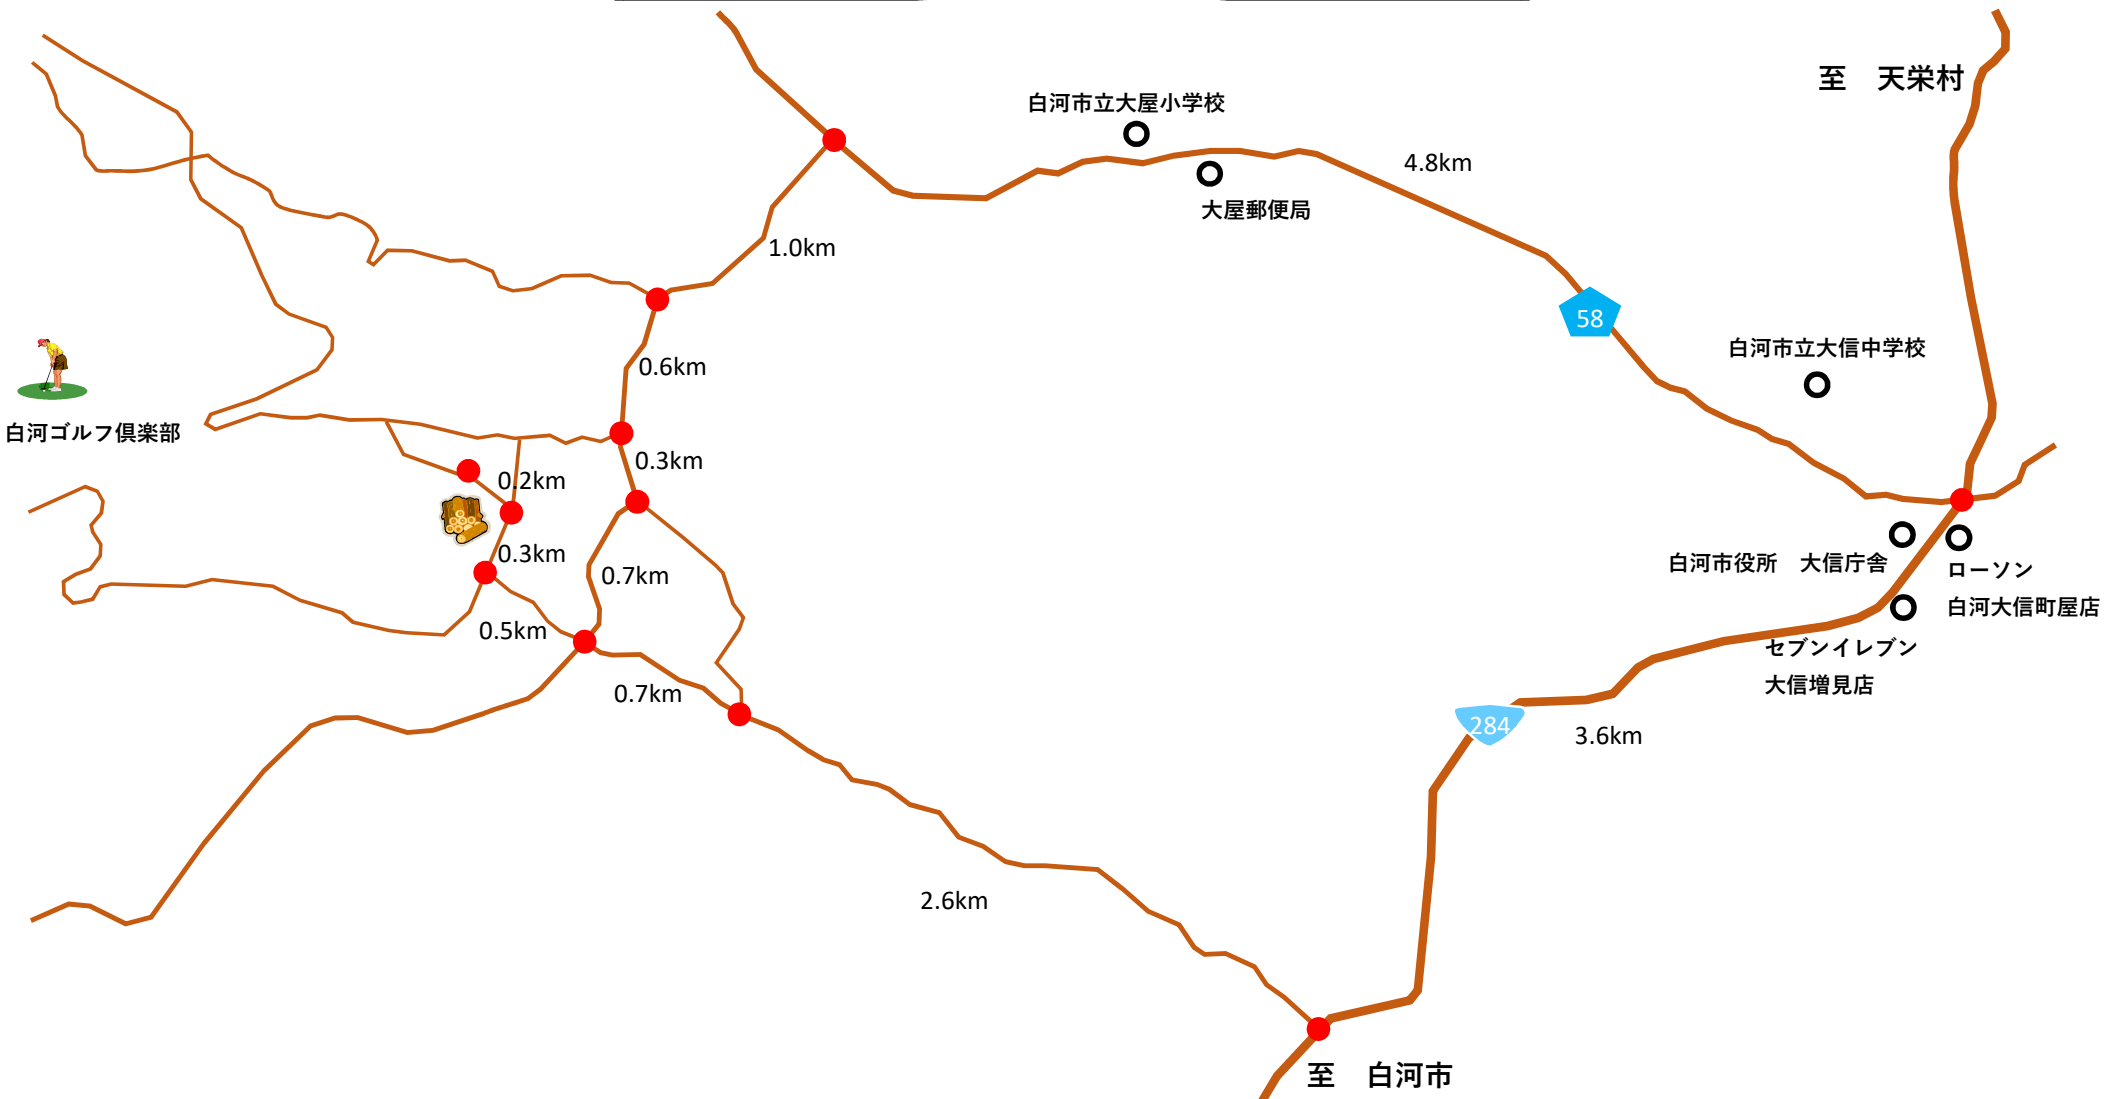 至　天栄村
白河市立大屋小学校
4.8km
大屋郵便局
1.0km
58
白河市立大信中学校
0.6km
白河ゴルフ倶楽部
0.3km
0.2km
0.3km
0.7km
白河市役所　大信庁舎
ローソン
白河大信町屋店
0.5km
セブンイレブン
大信増見店
0.7km
284
3.6km
2.6km
至　白河市